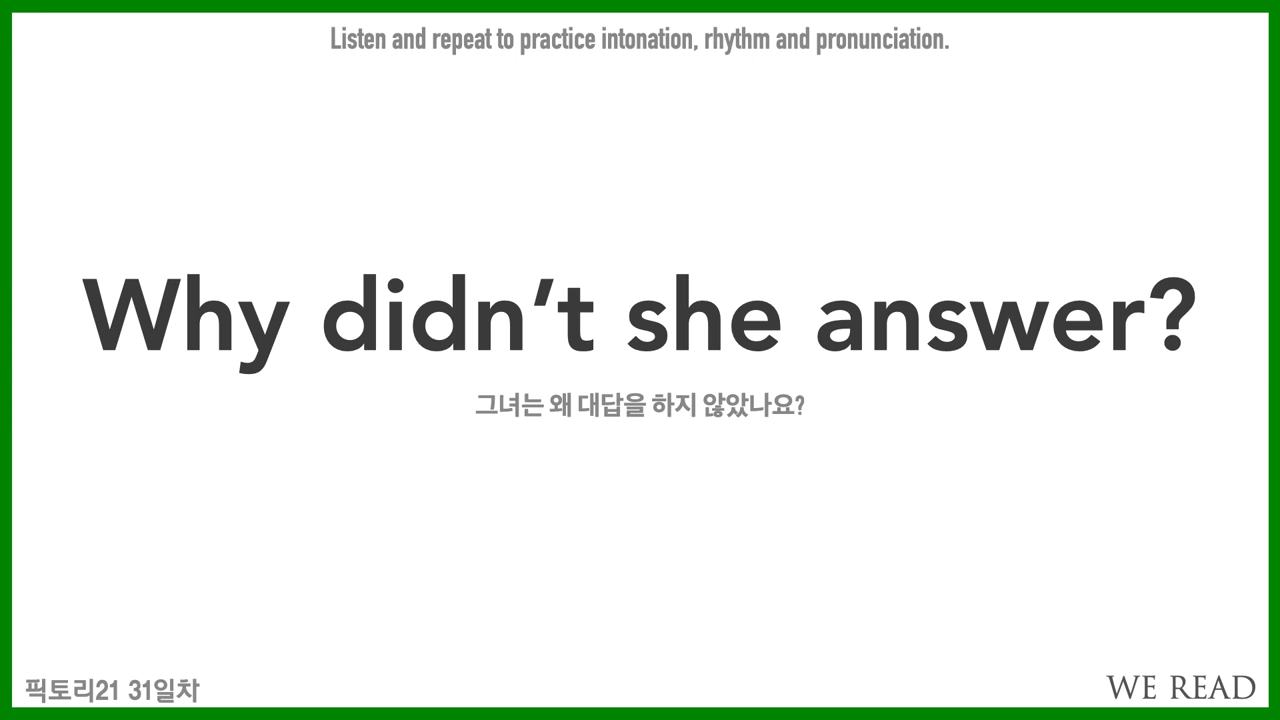 Listen and repeat to practice intonation, rhythm and pronunciation.
Why didn’t she answer?
그녀는 왜 대답을 하지 않았나요?
픽토리21 31일차
WE READ